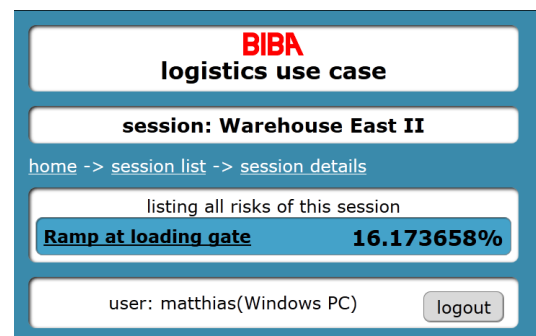 BIBA
logistics use case
session: Warehouse East II
home -> session list -> session details
listing all risks of this session
Ramp at loading gate 16.173658%
user: matthias(Windows PC) logout